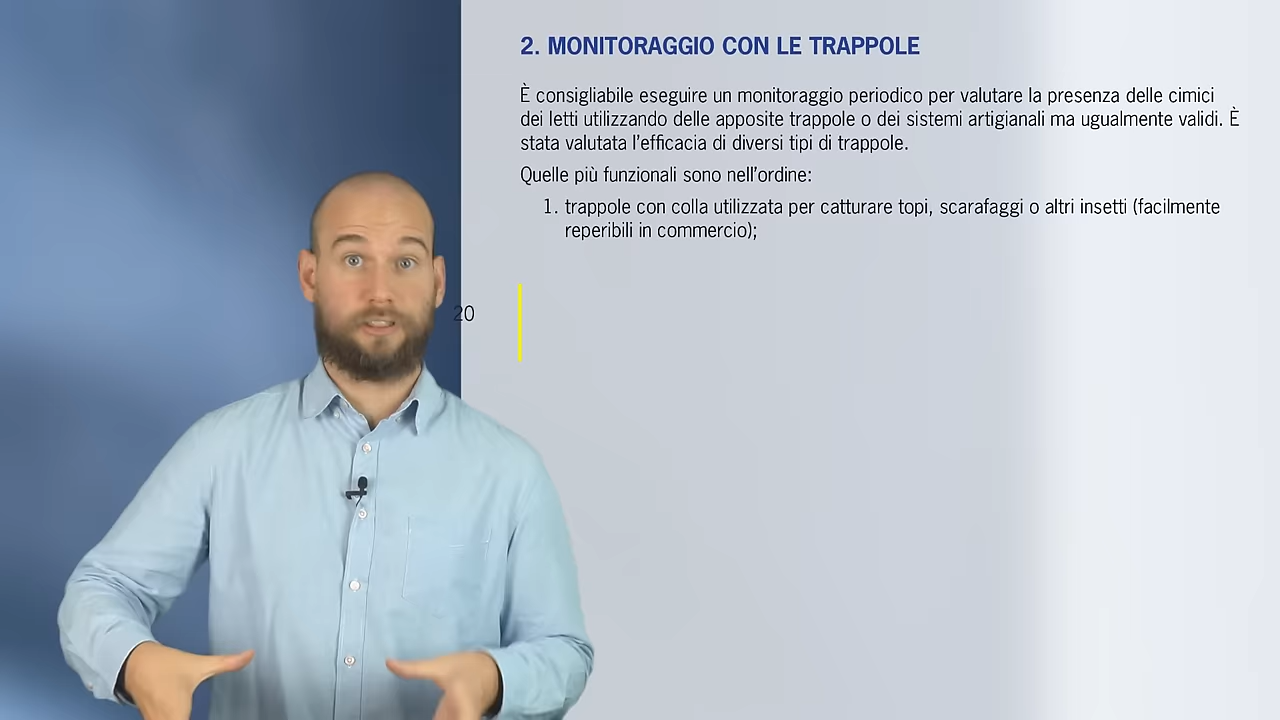 2. MONITORAGGIO CON LE TRAPPOLE
È consigliabile eseguire un monitoraggio periodico per valutare la presenza delle cimici
dei letti utilizzando delle apposite trappole o dei sistemi artigianali ma ugualmente validi. È
stata valutata l'efficacia di diversi tipi di trappole.
Quelle più funzionali sono nell'ordine:
1. trappole con colla utilizzata per catturare topi, scarafaggi o altri insetti (facilmente
reperibili in commercio);
20